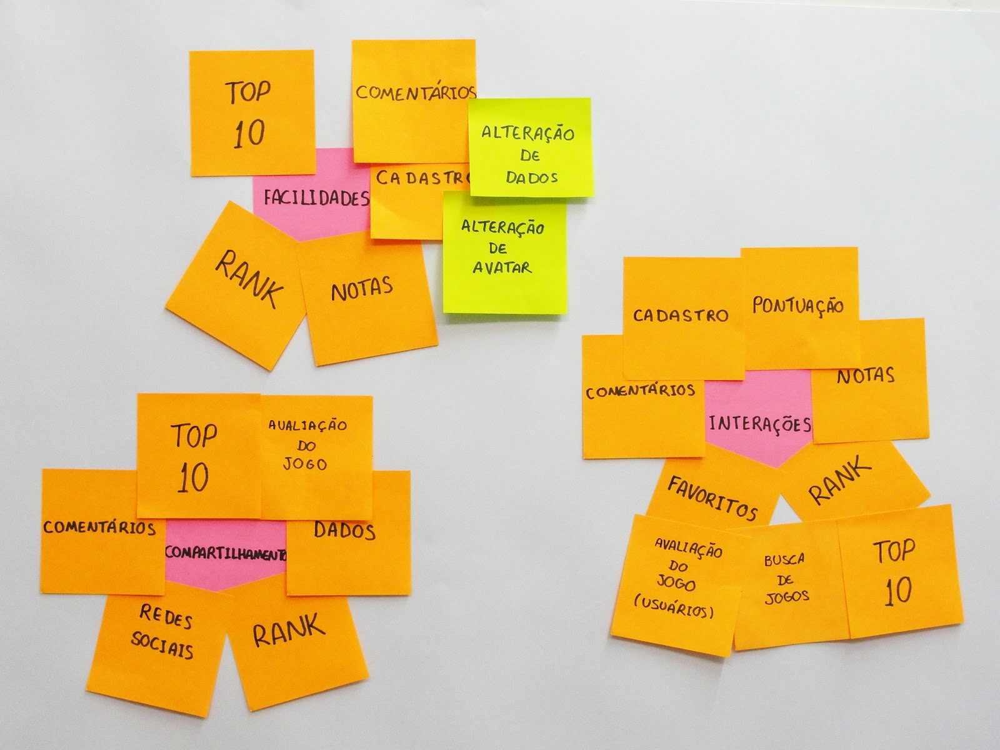 TOP
10
COMENTÁRIOS
ALTERAÇÃO
DE
DADOS
FACILIDADES
CADASTRO
ALTERAÇÃO
DE
AVATAR
RANK
NOTAS
TOP
10
AVALIAÇÃO
DO
JOGO
COMENTÁRIOS
COMPARTILHAMENTO
DADOS
REDES
SOCIAIS
RANK
CADASTRO
PONTUAÇÃO
COMENTÁRIOS
INTERAÇÕES
NOTAS
FAVORITOS
RANK
AVALIAÇÃO
DO
JOGO
(USUÁRIOS)
BUSCA
DE
JOGOS
TOP
10